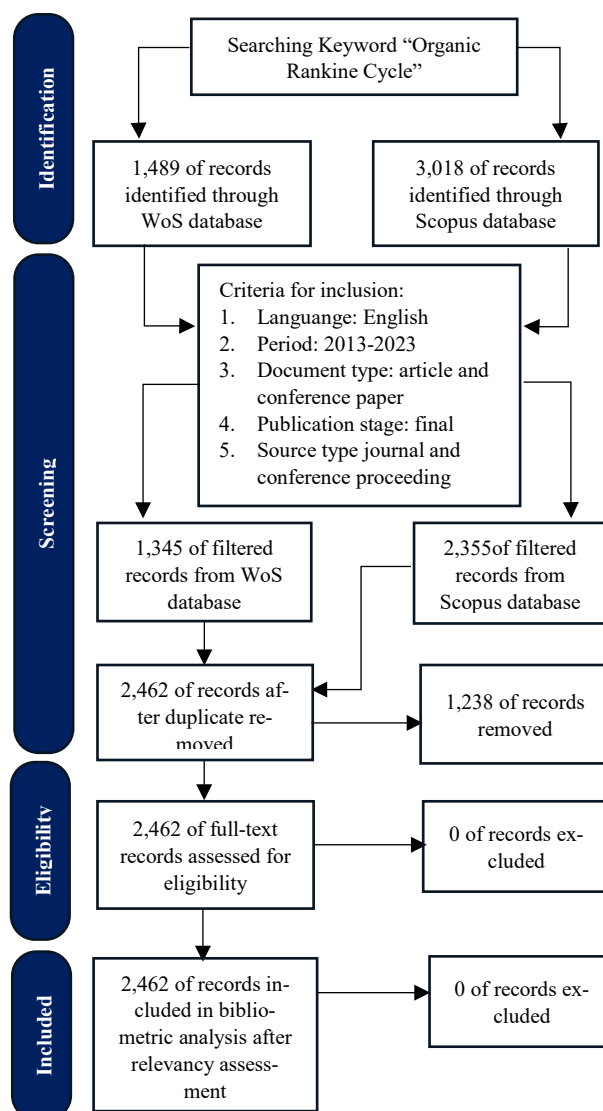 Identification
Searching Keyword “Organic
Rankine Cycle”
1,489 of records
identified through
WoS database
3,018 of records
identified through
Scopus database
Screening
Criteria for inclusion:
1. Languange: English
2. Period: 2013-2023
3. Document type: article and
conference paper
4. Publication stage: final
5. Source type journal and
conference proceeding
1,345 of filtered
records from WoS
database
2,355of filtered
records from
Scopus database
2,462 of records af-
ter duplicate re-
moved
1,238 of records
removed
Eligibility
2,462 of full-text
records assessed for
eligibility
0 of records ex-
cluded
Included
2,462 of records in-
cluded in biblio-
metric analysis after
relevancy assess-
ment
0 of records ex-
cluded